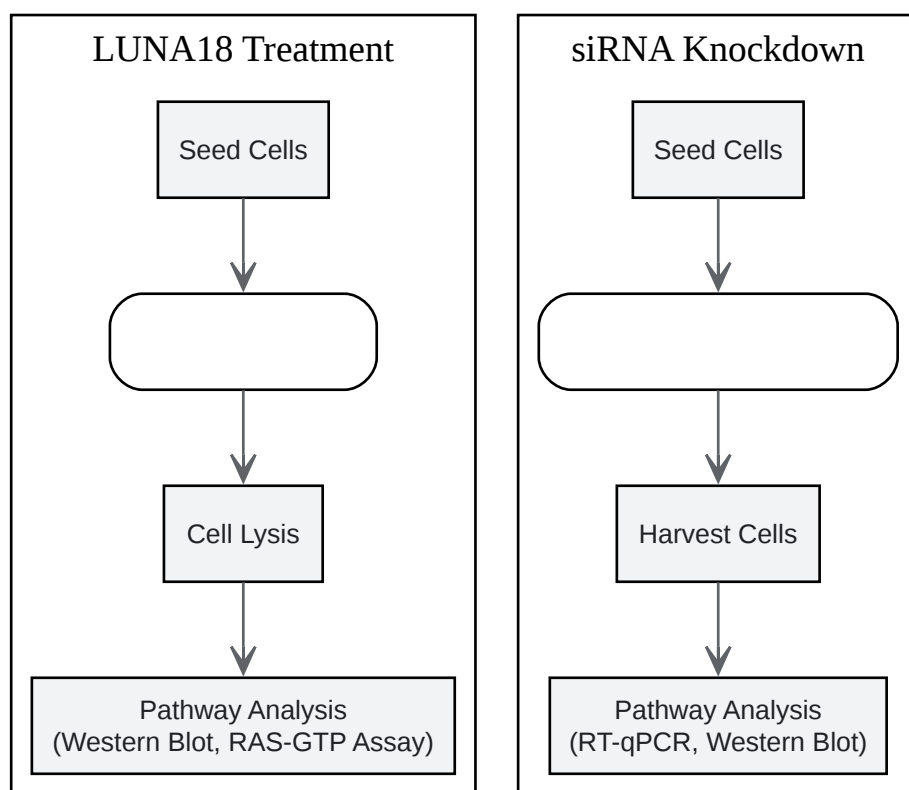 LUNA18 Treatment
Seed Cells
Cell Lysis
Pathway Analysis
(Western Blot, RAS-GTP Assay)
siRNA Knockdown
Seed Cells
Harvest Cells
Pathway Analysis
(RT-qPCR, Western Blot)